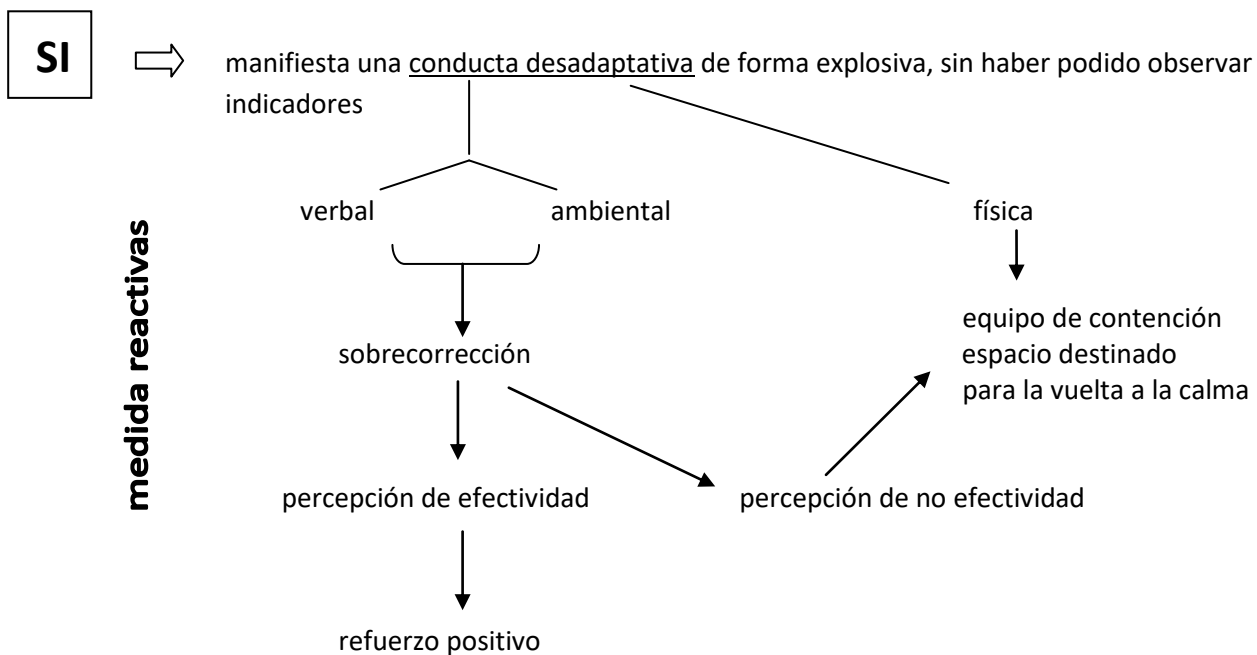 SI
manifiesta una conducta desadaptativa de forma explosiva, sin haber podido observar
indicadores
verbal
ambiental
física
medida reactivas
equipo de contención
espacio destinado
para la vuelta a la calma
sobrecorrección
percepción de efectividad
percepción de no efectividad
refuerzo positivo